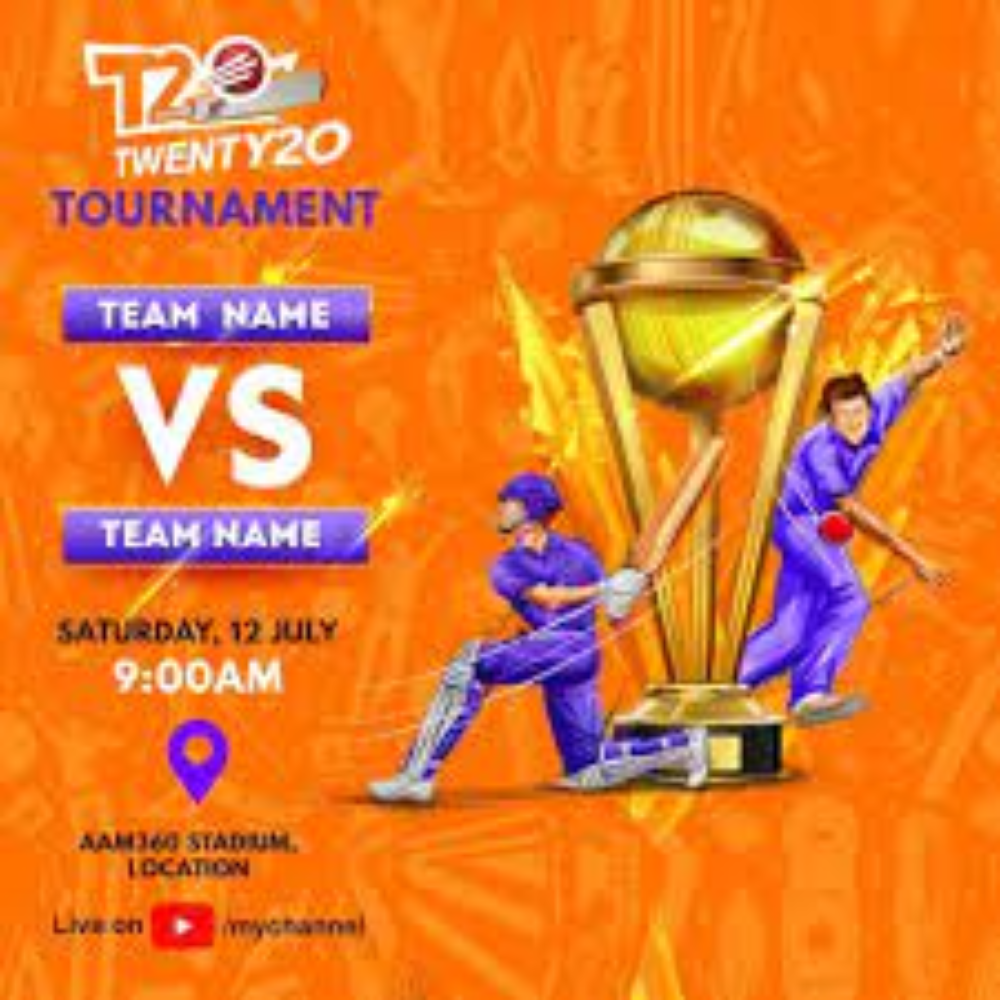 T20
TWENTY20
TOURNAMENT
TEAM NAME
VS
TEAM NAME
SATURDAY, 12 JULY
9:00AM
AAM360 STADIUM,
LOCATION
Live on /mychannel